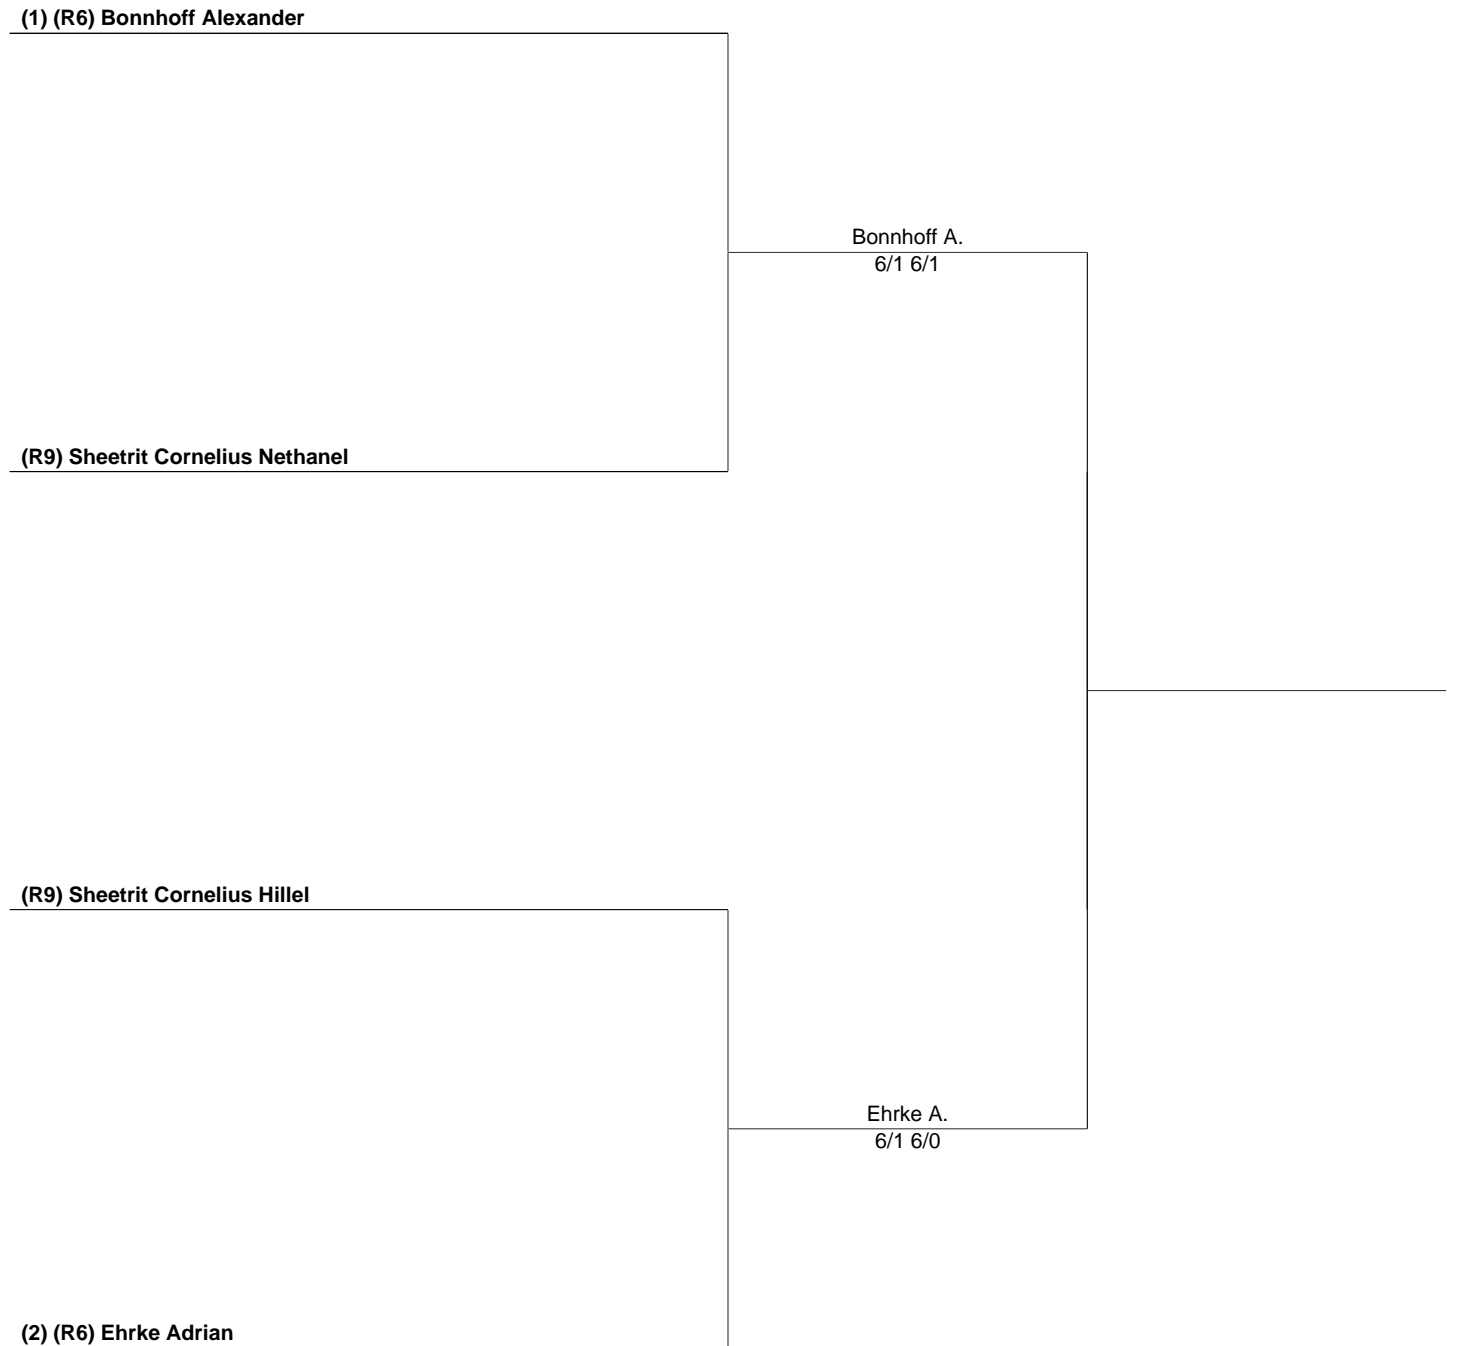 (1) (R6) Bonnhoff Alexander
Bonnhoff A.
6/1 6/1
(R9) Sheetrit Cornelius Nethanel
(R9) Sheetrit Cornelius Hillel
Ehrke A.
6/1 6/0
(2) (R6) Ehrke Adrian